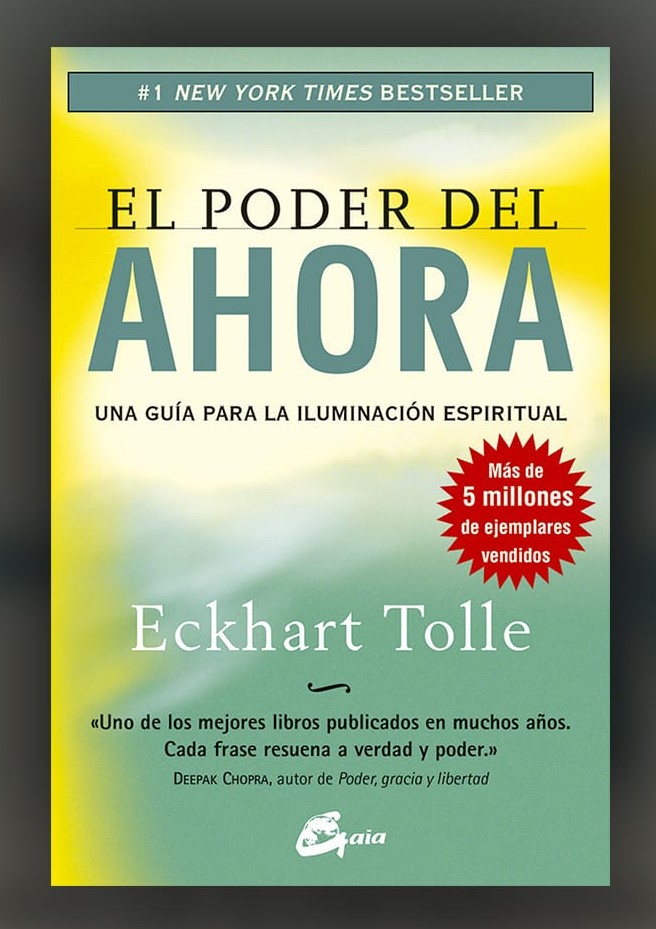 #1 NEW YORK TIMES BESTSELLER
EL PODER DEL
AHORA
UNA GUÍA PARA LA ILUMINACIÓN ESPIRITUAL
Más de
5 millones
de ejemplares
vendidos
Eckhart Tolle
«Uno de los mejores libros publicados en muchos años.
Cada frase resuena a verdad y poder.»
DEEPAK CHOPRA, autor de Poder, gracia y libertad
Gaia